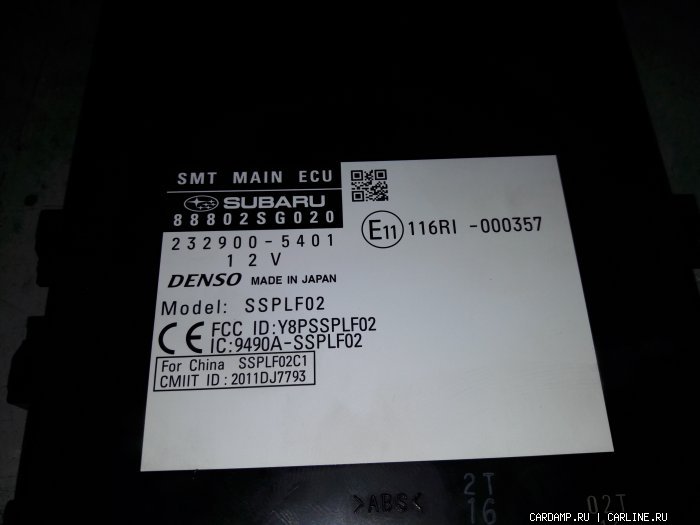 SMT MAIN ECU
SUBARU
88802SG020
232900-5401
12V
DENSO MADE IN JAPAN
Model: SSPLF02
FCC ID:Y8PSSPLF02
IC:9490A-SSPLF02
For China SSPLF02C1
CMIIT ID:2011DJ7793
E11 116RI -000357
>ABS<
2T
16
02T
CARDAMP.RU | CARLINE.RU